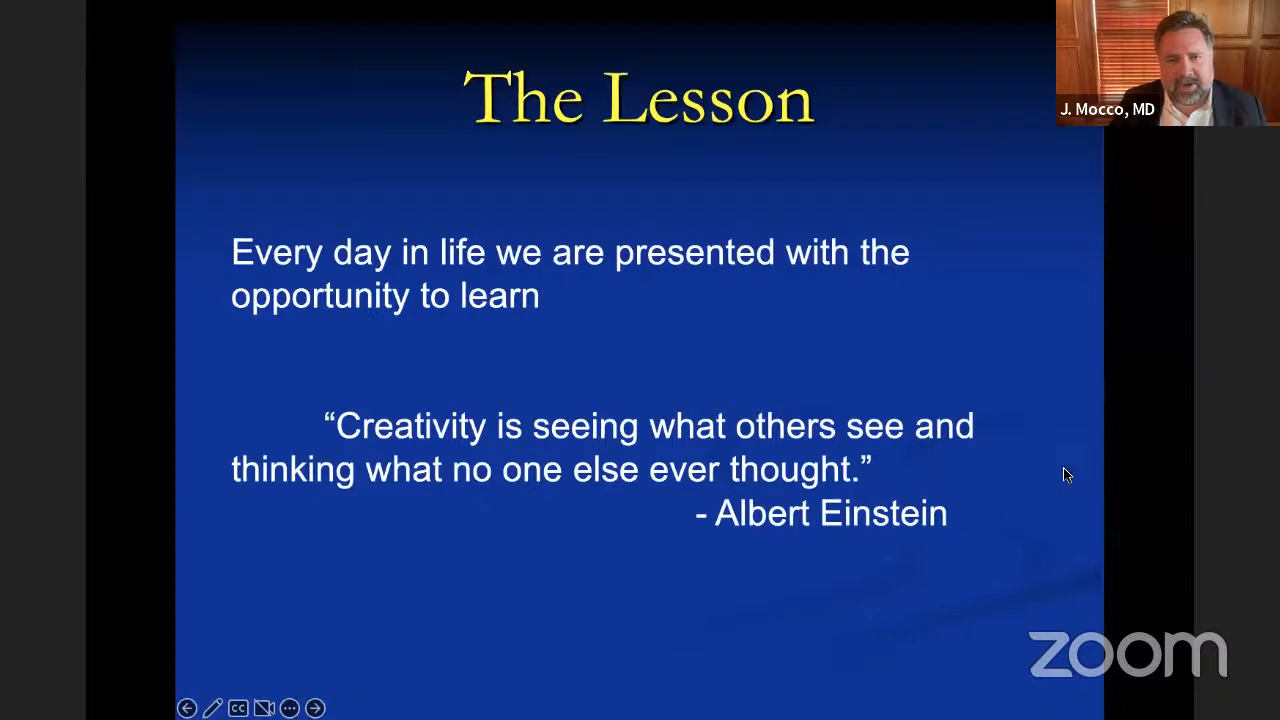 The Lesson
J. Mocco, MD
Every day in life we are presented with the
opportunity to learn
“Creativity is seeing what others see and
thinking what no one else ever thought.”
- Albert Einstein
zoom
CC